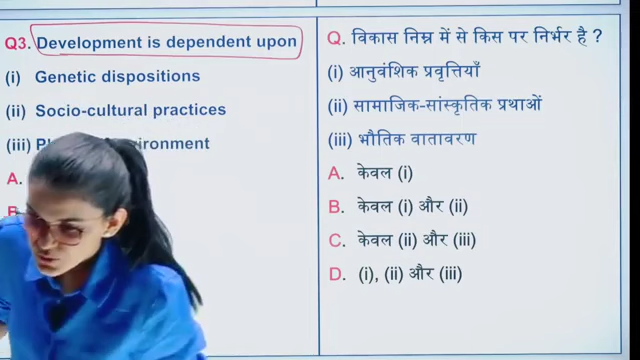 Q3. Development is dependent upon
(i) Genetic dispositions
(ii) Socio-cultural practices
(iii)
A.
Q. विकास निम्न में से किस पर निर्भर है ?
(i) आनुवंशिक प्रवृत्तियाँ
(ii) सामाजिक-सांस्कृतिक प्रथाओं
(iii) भौतिक वातावरण
A. केवल (i)
B. केवल (i) और (ii)
C. केवल (ii) और (iii)
D. (i), (ii) और (iii)